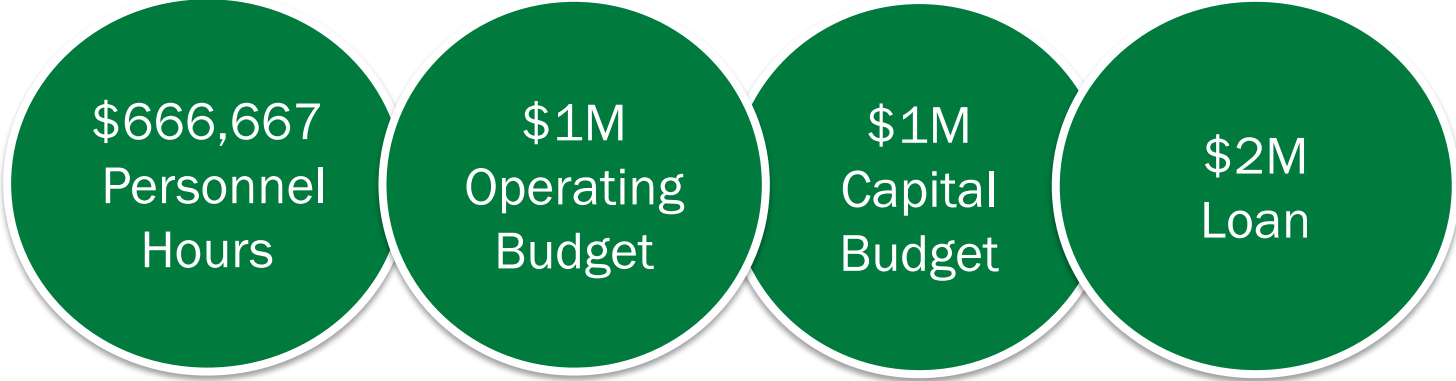 $666,667
Personnel
Hours
$1M
Operating
Budget
$1M
Capital
Budget
$2M
Loan